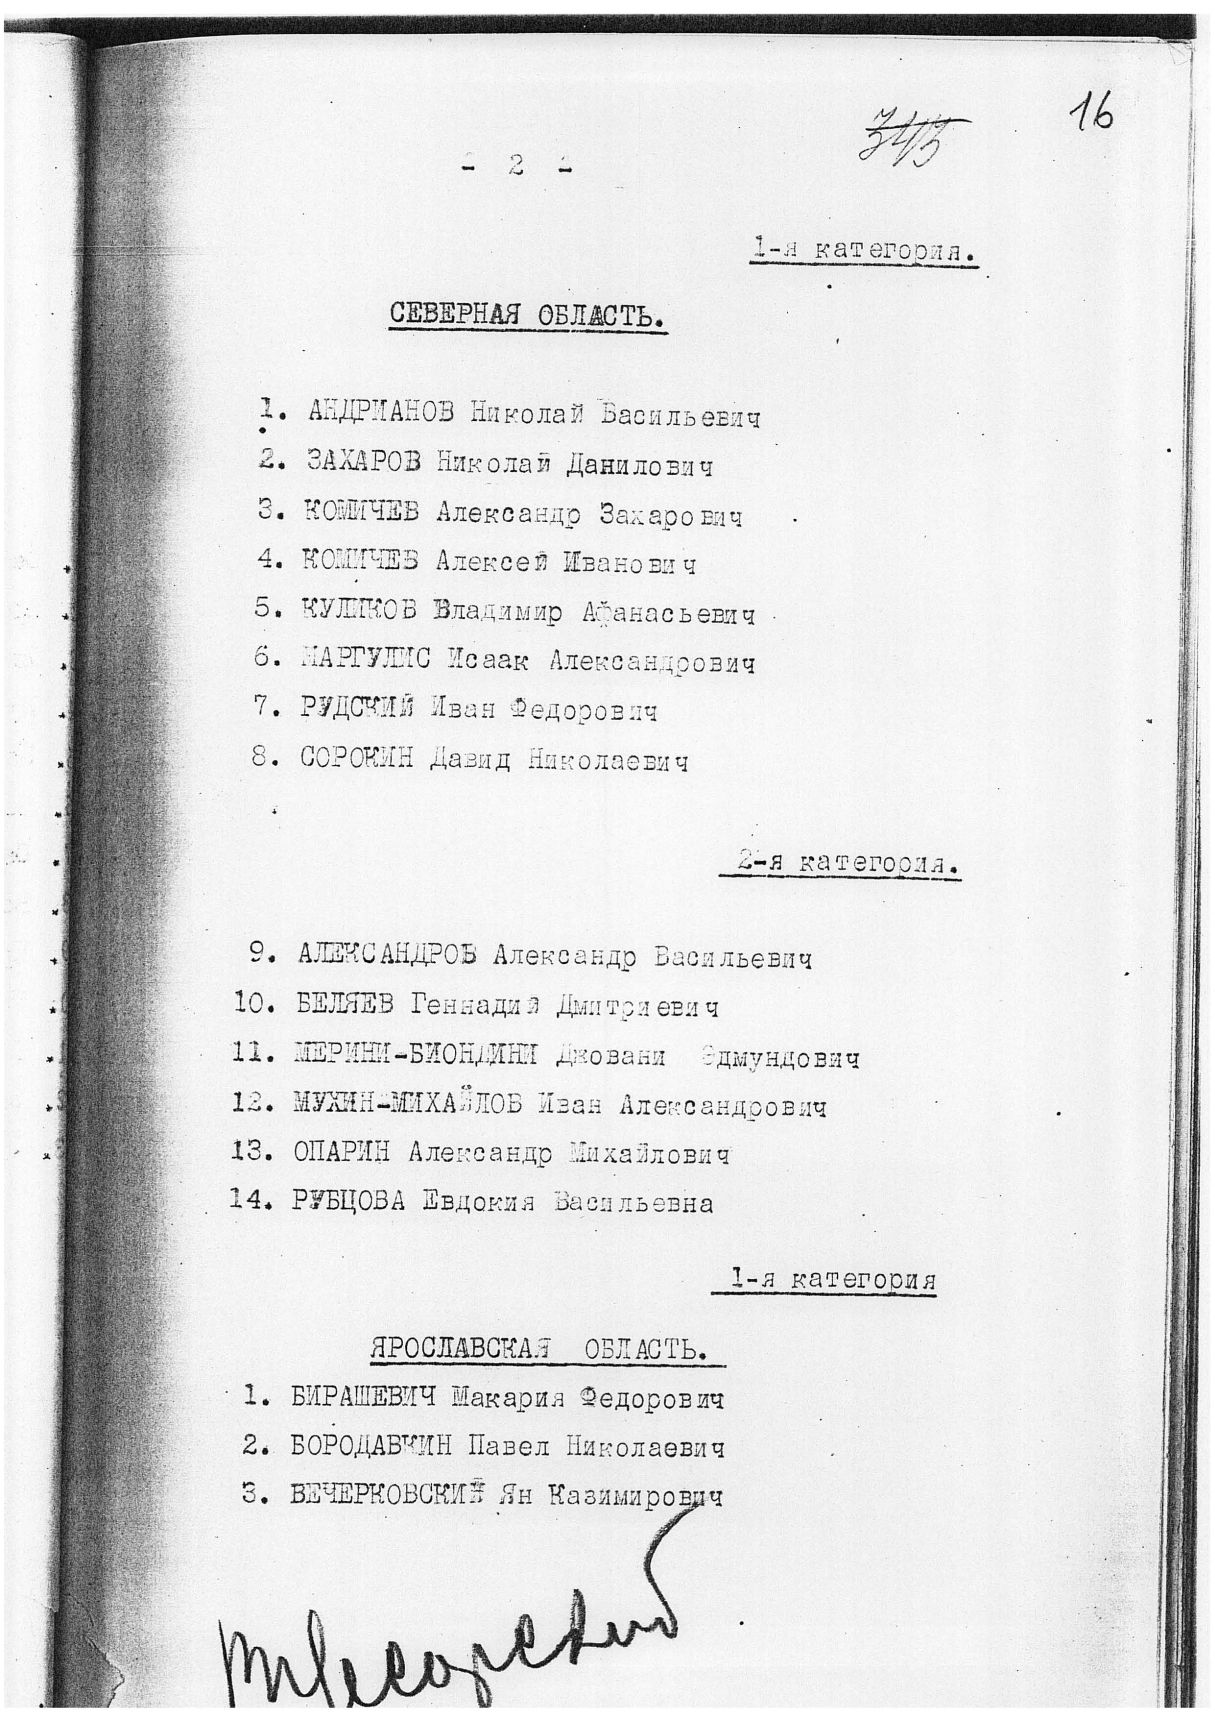 16
343
- 2 -
1-я категория.
СЕВЕРНАЯ ОБЛАСТЬ.
1. АНДРИАНОВ Николай Васильевич
2. ЗАХАРОВ Николай Данилович
3. КОМИЧЕВ Александр Захарович
4. КОМИЧЕВ Алексей Иванович
5. КУЛИКОВ Владимир Афанасьевич
6. МАРГУЛИС Исаак Александрович
7. РУДСКИЙ Иван Федорович
8. СОРОКИН Давид Николаевич
2-я категория.
9. АЛЕКСАНДРОВ Александр Васильевич
10. БЕЛЯЕВ Геннадий Дмитриевич
11. МЕРИНИ-БИОНДИНИ Джовани Эдмундович
12. МУХИН-МИХАЙЛОВ Иван Александрович
13. ОПАРИН Александр Михайлович
14. РУБЦОВА Евдокия Васильевна
1-я категория
ЯРОСЛАВСКАЯ ОБЛАСТЬ.
1. БИРАШЕВИЧ Макария Федорович
2. БОРОДАВКИН Павел Николаевич
3. ВЕЧЕРКОВСКИЙ Ян Казимирович